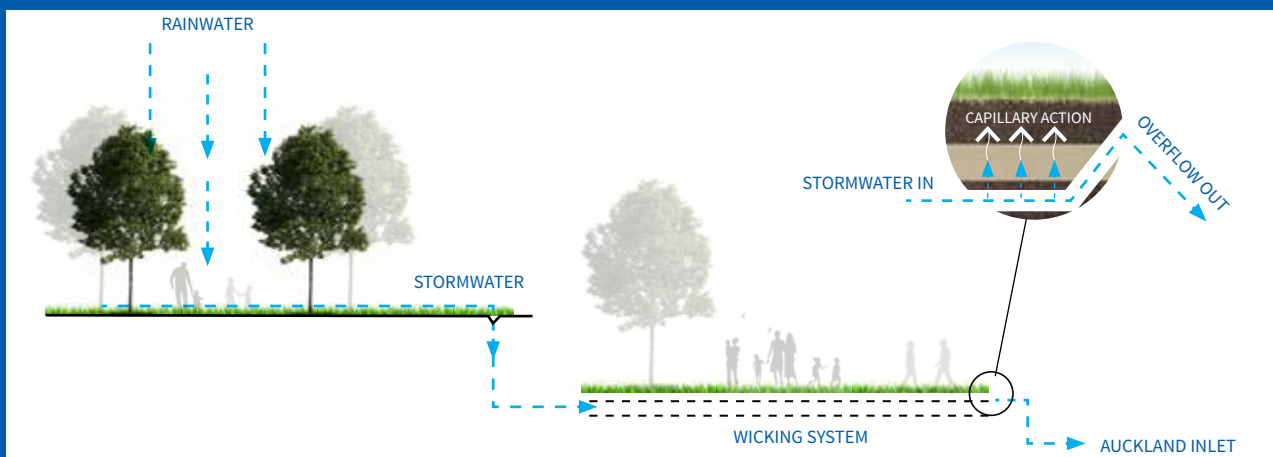 RAINWATER
STORMWATER
WICKING SYSTEM
CAPILLARY ACTION
STORMWATER IN
OVERFLOW OUT
AUCKLAND INLET